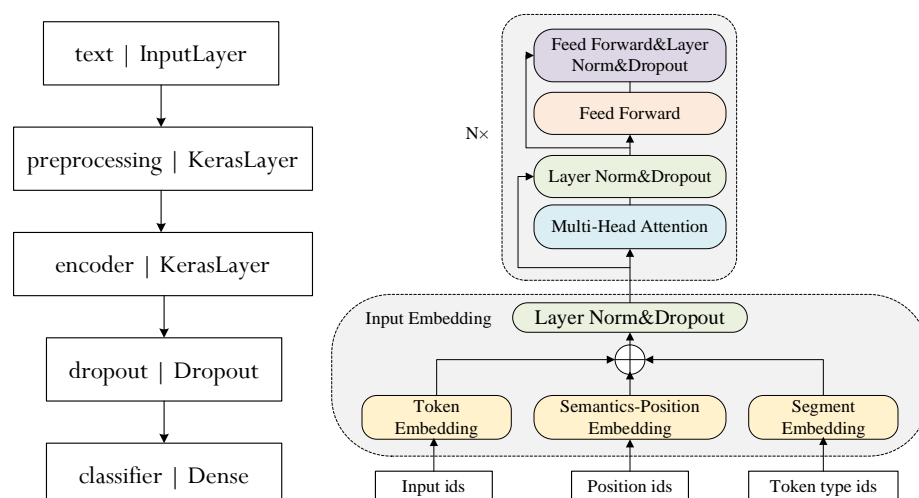 text | InputLayer
preprocessing | KerasLayer
encoder | KerasLayer
dropout | Dropout
classifier | Dense
Feed Forward&Layer
Norm&Dropout
Feed Forward
N×
Layer Norm&Dropout
Multi-Head Attention
Input Embedding
Layer Norm&Dropout
Token
Embedding
Semantics-Position
Embedding
Segment
Embedding
Input ids
Position ids
Token type ids